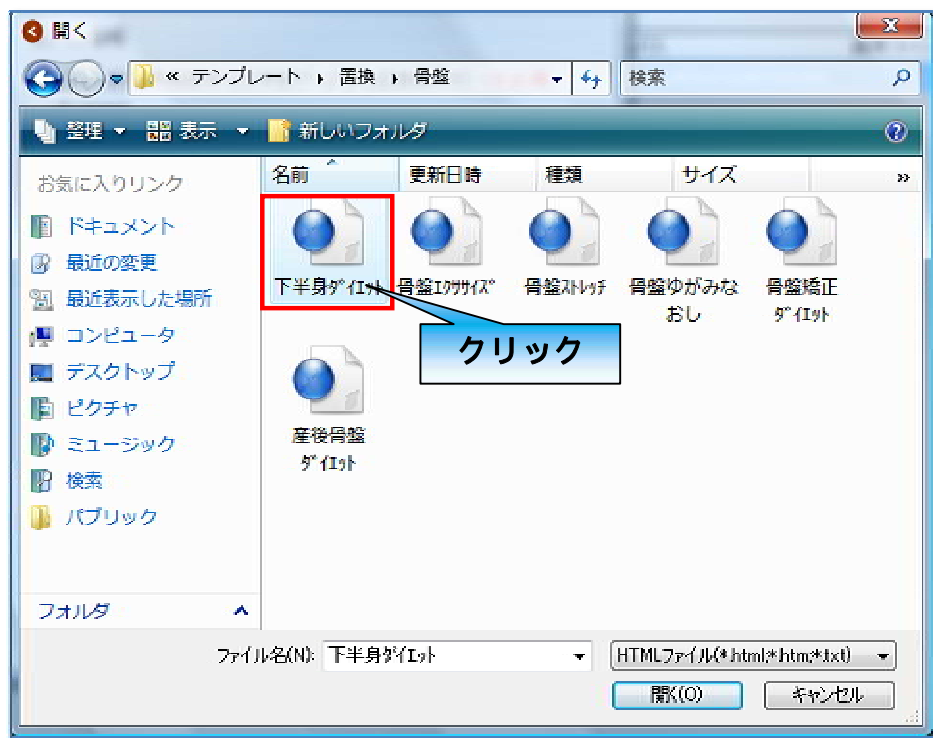 開く
« テンプレート 置換 骨盤
検索
整理 表示 新しいフォルダ
お気に入りリンク
ドキュメント
最近の変更
最近表示した場所
コンピュータ
デスクトップ
ピクチャ
ミュージック
検索
パブリック
フォルダ
名前 更新日時 種類 サイズ »
下半身ﾀﾞｲｴｯﾄ
骨盤ｴｸｻｻｲｽﾞ
骨盤ｽﾄﾚｯﾁ
骨盤ゆがみな
おし
骨盤矯正
ﾀﾞｲｴｯﾄ
クリック
産後骨盤
ﾀﾞｲｴｯﾄ
ファイル名(N): 下半身ﾀﾞｲｴｯﾄ
HTMLファイル(*.html;*.htm;*.txt)
開く(O) キャンセル